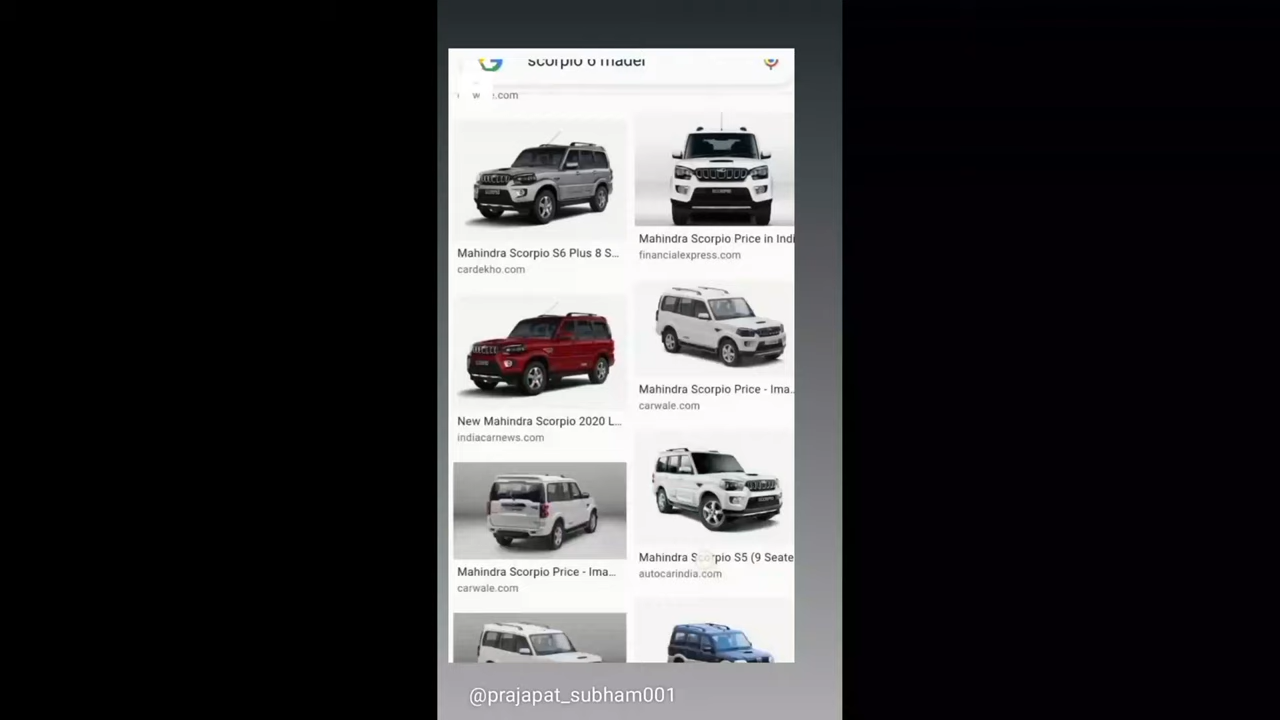 scorpio 6 madel
.com
Mahindra Scorpio S6 Plus 8 S...
cardekho.com
Mahindra Scorpio Price in Indi
financialexpress.com
New Mahindra Scorpio 2020 L...
indiacarnews.com
Mahindra Scorpio Price - Ima..
carwale.com
Mahindra Scorpio Price - Ima...
carwale.com
Mahindra Scorpio S5 (9 Seate
autocarindia.com
@prajapat_subham001